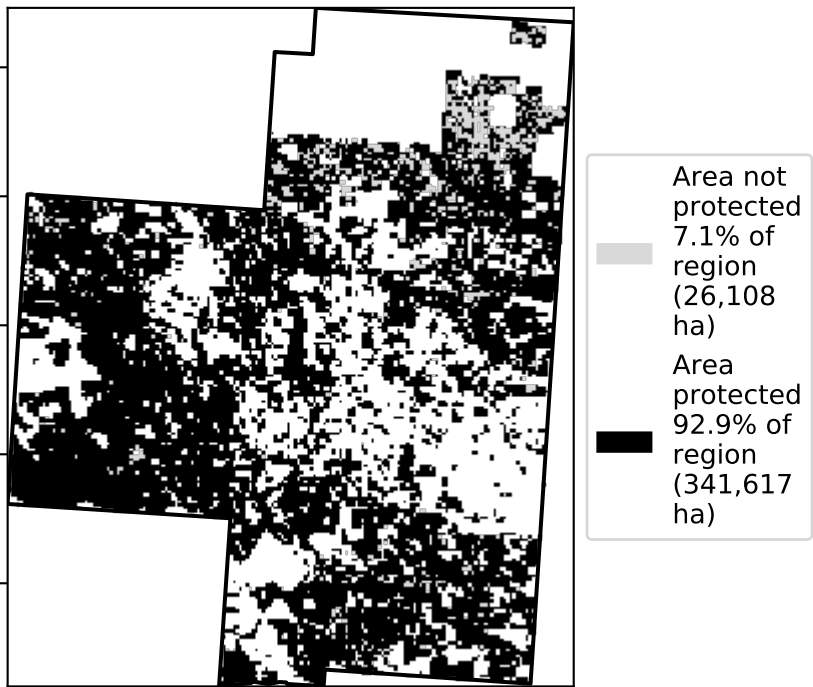 Area not
protected
7.1% of
region
(26,108
ha)
Area
protected
92.9% of
region
(341,617
ha)